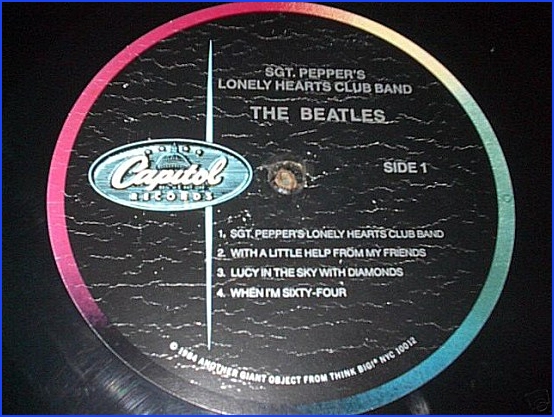 SGT. PEPPER'S
LONELY HEARTS CLUB BAND
THE BEATLES
Capitol
RECORDS
SIDE 1
1. SGT. PEPPER'S LONELY HEARTS CLUB BAND
2. WITH A LITTLE HELP FROM MY FRIENDS
3. LUCY IN THE SKY WITH DIAMONDS
4. WHEN I'M SIXTY-FOUR
© 1984 ANOTHER GIANT OBJECT FROM THINK BIG!® NYC 10012